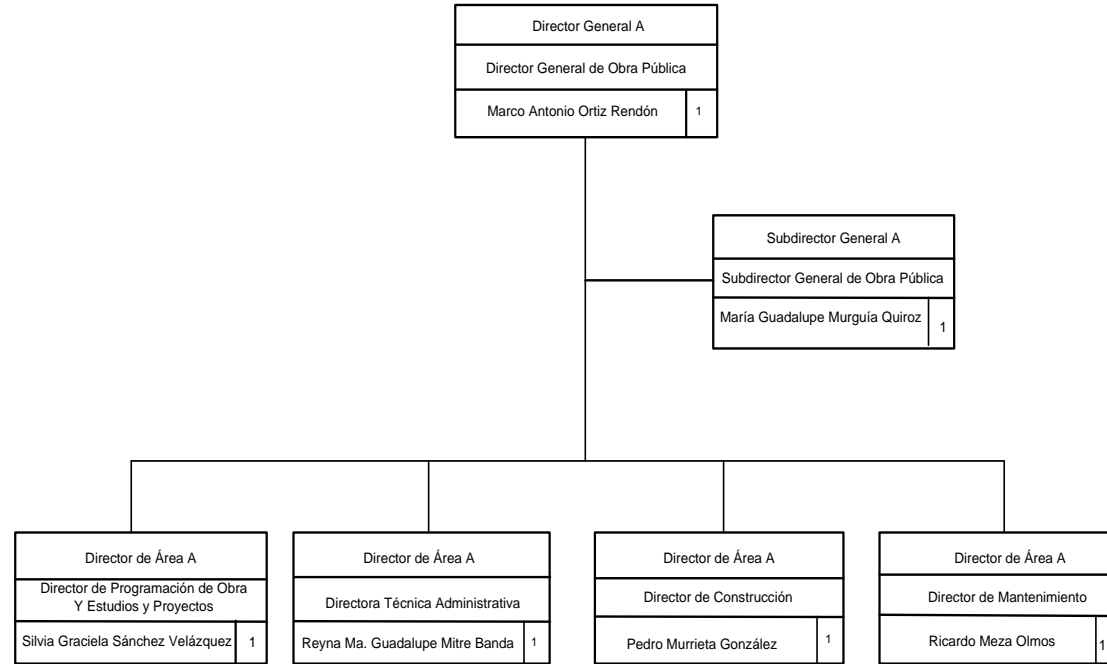 Director General A
Director General de Obra Pública
Marco Antonio Ortiz Rendón 1
Subdirector General A
Subdirector General de Obra Pública
María Guadalupe Murguía Quiroz 1
Director de Área A
Director de Programación de Obra
Y Estudios y Proyectos
Silvia Graciela Sánchez Velázquez 1
Director de Área A
Directora Técnica Administrativa
Reyna Ma. Guadalupe Mitre Banda 1
Director de Área A
Director de Construcción
Pedro Murrieta González 1
Director de Área A
Director de Mantenimiento
Ricardo Meza Olmos 1